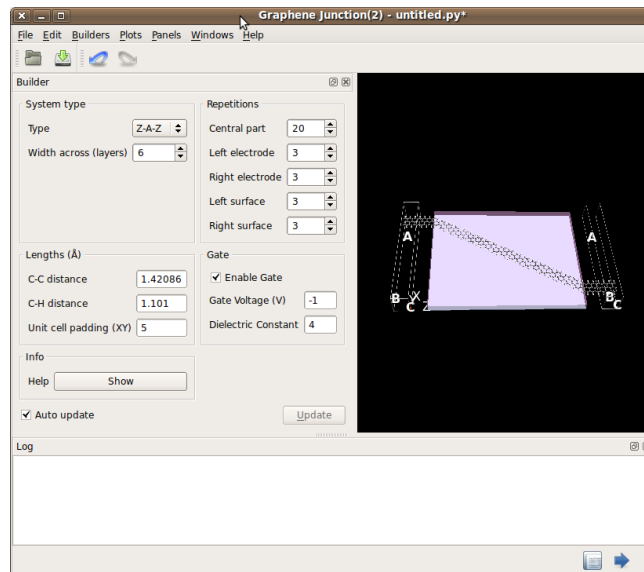 Graphene Junction(2) - untitled.py*
File Edit Builders Plots Panels Windows Help
Builder
System type
Type Z-A-Z
Width across (layers) 6
Repetitions
Central part 20
Left electrode 3
Right electrode 3
Left surface 3
Right surface 3
Lengths (Å)
C-C distance 1.42086
C-H distance 1.101
Unit cell padding (XY) 5
Gate
Enable Gate
Gate Voltage (V) -1
Dielectric Constant 4
Info
Help Show
Auto update
Update
A A
B X B
C Z C
Log